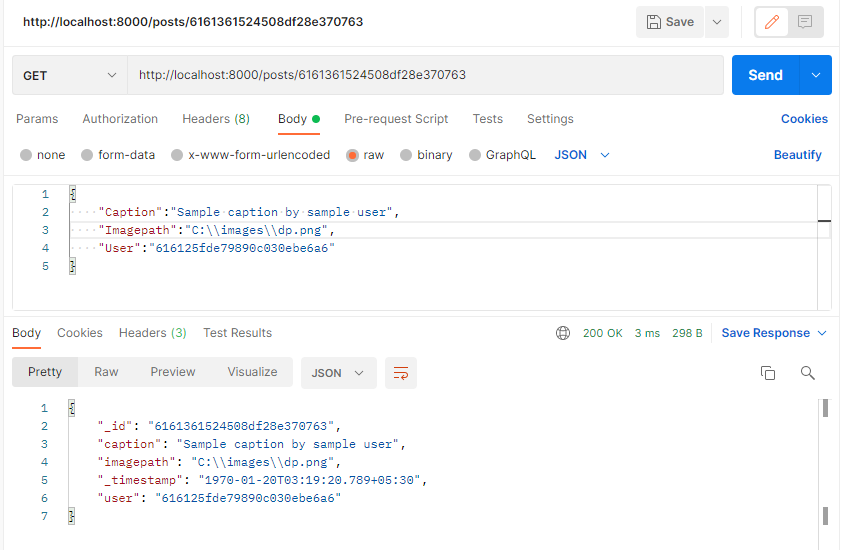 http://localhost:8000/posts/6161361524508df28e370763 Save
GET http://localhost:8000/posts/6161361524508df28e370763 Send
Params Authorization Headers (8) Body Pre-request Script Tests Settings Cookies
none form-data x-www-form-urlencoded raw binary GraphQL JSON Beautify
1 {
2 "Caption":"Sample caption by sample user",
3 "Imagepath":"C:\\images\\dp.png",
4 "User":"616125fde79890c030ebe6a6"
5 }
Body Cookies Headers (3) Test Results 200 OK 3 ms 298 B Save Response
Pretty Raw Preview Visualize JSON
1 {
2 "_id": "6161361524508df28e370763",
3 "caption": "Sample caption by sample user",
4 "imagepath": "C:\\images\\dp.png",
5 "_timestamp": "1970-01-20T03:19:20.789+05:30",
6 "user": "616125fde79890c030ebe6a6"
7 }